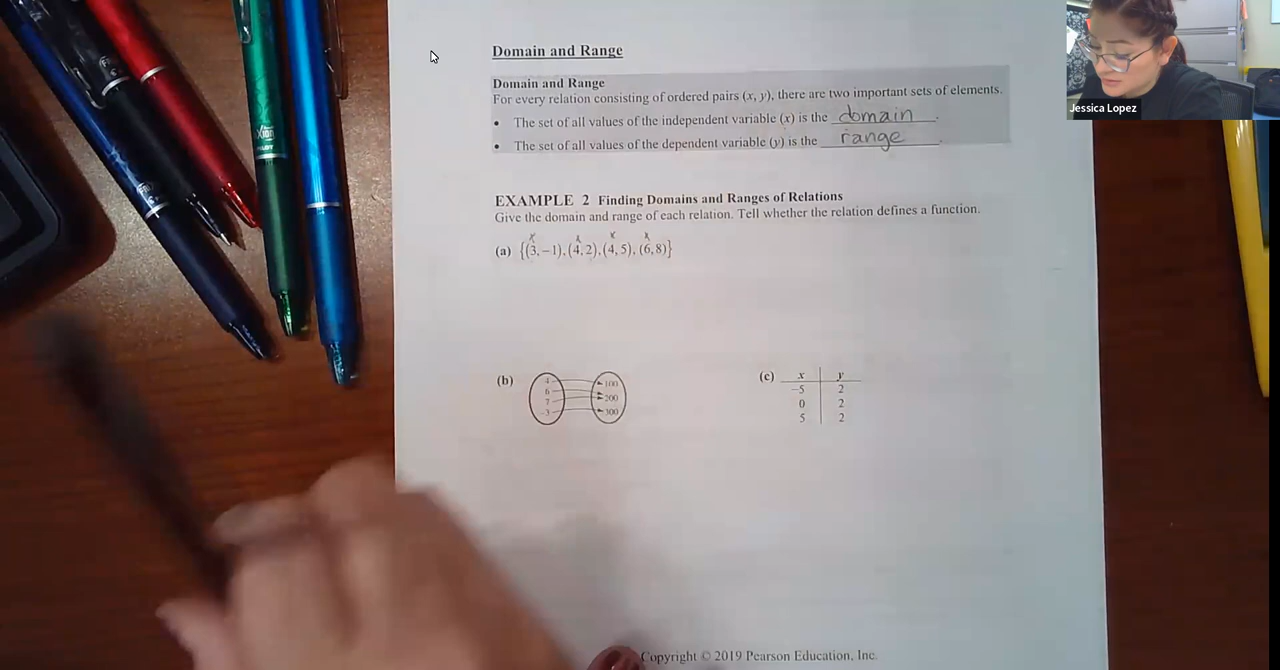 Domain and Range
Domain and Range
For every relation consisting of ordered pairs (x, y), there are two important sets of elements.
• The set of all values of the independent variable (x) is the domain.
• The set of all values of the dependent variable (y) is the range.
EXAMPLE 2 Finding Domains and Ranges of Relations
Give the domain and range of each relation. Tell whether the relation defines a function.
x x x x
(a) {(3, −1), (4, 2), (4, 5), (6, 8)}
(b)
4 100
6 200
7 300
−3
(c) x y
−5 2
0 2
5 2
Copyright © 2019 Pearson Education, Inc.
Jessica Lopez